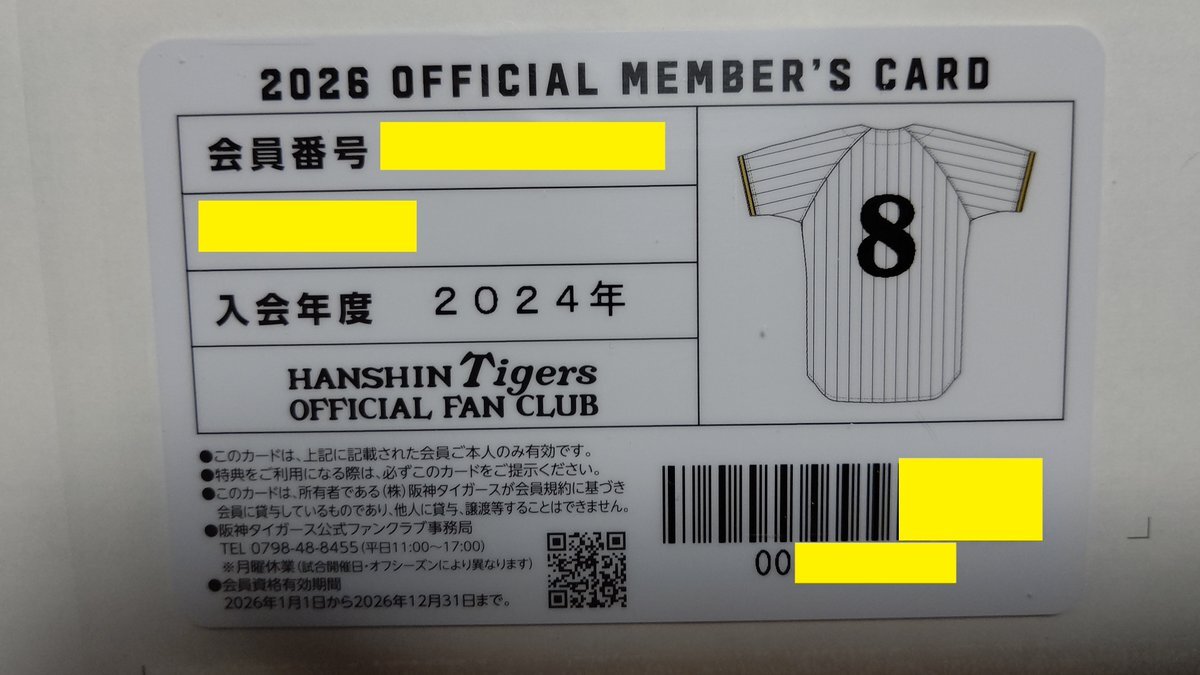 2026 OFFICIAL MEMBER'S CARD
会員番号
入会年度 2024年
HANSHIN Tigers
OFFICIAL FAN CLUB
8
●このカードは、上記に記載された会員ご本人のみ有効です。
●特典をご利用になる際は、必ずこのカードをご提示ください。
●このカードは、所有者である(株)阪神タイガースが会員規約に基づき
会員に貸与しているものであり、他人に貸与、譲渡等することはできません。
●阪神タイガース公式ファンクラブ事務局
TEL 0798-48-8455(平日11:00〜17:00)
※月曜休業(試合開催日・オフシーズンにより異なります)
●会員資格有効期間
2026年1月1日から2026年12月31日まで。
00